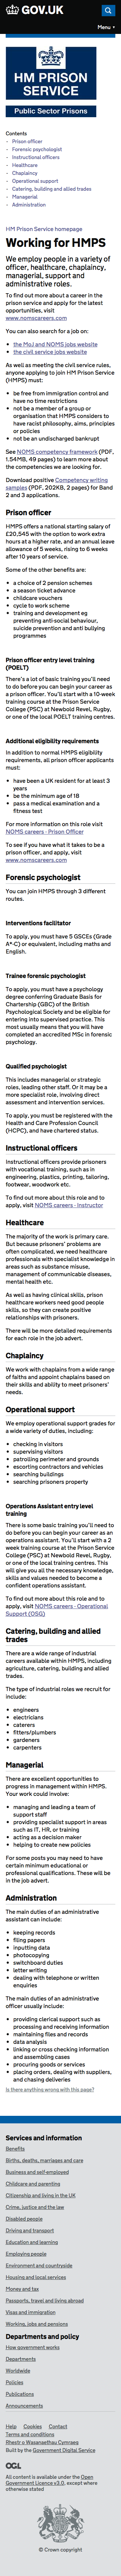 GOV.UK
Menu
HM PRISON
SERVICE
Public Sector Prisons
Contents
Prison officer
Forensic psychologist
Instructional officers
Healthcare
Chaplaincy
Operational support
Catering, building and allied trades
Managerial
Administration
HM Prison Service homepage
Working for HMPS
We employ people in a variety of
officer, healthcare, chaplaincy,
managerial, support and
administrative roles.
To find out more about career in the
prison service and/to apply for the
latest opportunities, visit
www.nomscareers.com
You can also search for a job on:
the MoJ and NOMS jobs website
the civil service jobs website
As well as meeting the civil service rules,
anyone applying to join HM Prison Service
(HMPS) must:
be free from immigration control and
have no travel restrictions
not be a member of a group or
organisation that HMPS considers to
be racist, with racist aims, principles,
policies or motives
pass an undischarged bankrupt
See NOMS competency framework (PDF,
1.54MB, 49 pages) to learn more about
working for HMPS.
Download positive Competency writing
samples (PDF, 202KB, 2 pages) for Band
2 and 3 applications.
Prison officer
HMPS offers a national starting salary of
£20,545 with the option to work more
hours at a higher rate, and an annual leave
allowance of 5 weeks, rising to 6 weeks
after 10 years of service.
Some of the other benefits are:
a choice of 2 pension schemes
a season ticket advance
childcare vouchers
cycle to work scheme
training and development eg
preventing anti-social behaviour,
suicide prevention and anti bullying
programmes
Prison officer entry level training
(POELT)
There's a lot of basic training you'll need
to do before you can begin your career as
a prison officer. You'll start with a 10-week
training course at the Prison Service
College (PSC) at Newbold Revel, Rugby,
or one of the local POELT training centres.
Additional eligibility requirements
In addition to normal HMPS eligibility
requirements, all prison officer applicants
must:
have been a UK resident for at least 3
years
be the minimum age of 18
pass a medical examination and a
fitness test
For more information on this role visit
NOMS careers - Prison Officer
To see if you have what it takes to be a
prison officer, and apply, visit
www.nomscareers.com
Forensic psychologist
You can join HMPS through 3 different
routes.
Interventions facilitator
To apply, you must have 5 GCSEs (Grade
A*-C) or equivalent, including maths and
English.
Trainee forensic psychologist
To apply, you must have a psychology
degree conferring Graduate Basis for
Chartership (GBC) of the British
Psychological Society and be eligible for
entering into supervised practice. This
most usually means that you will have
completed an accredited MSc in forensic
psychology.
Qualified psychologist
This includes managerial or strategic
roles, leading other staff. Or it may be a
more specialised role, involving direct
assessment and intervention services.
To apply, you must be registered with the
Health and Care Profession Council
(HCPC), and have chartered status.
Instructional officers
Instructional officers provide prisoners
with vocational training, such as in
engineering, plastics, printing, tailoring,
footwear, woodwork etc.
To find out more about this role and to
apply, visit NOMS careers - Instructor
Healthcare
The majority of the work is primary care.
But, because prisoners' problems are
often complicated, we need healthcare
workers with in-depth clinical knowledge in
areas such as substance misuse,
management of communicable diseases,
mental health etc.
As well as having clinical skills, prison
healthcare workers need good people
skills, so they can create positive
relationships with prisoners.
There will be more detailed requirements
for each role in the job advert.
Chaplaincy
We work with chaplains from a wide range
of faiths and appoint chaplains based on
their skills and ability to meet prisoners'
needs.
Operational support
We employ operational support grades for
a wide variety of duties, including:
checking in visitors
supervising visitors
patrolling perimeter and grounds
escorting contractors and vehicles
searching buildings
searching prisoners property
Operations Assistant entry level
training
There is some basic training you'll need to
do before you can begin your career as an
operations assistant. You'll start with a 2
week training course at the Prison Service
College (PSC) at Newbold Revel, Rugby,
or one of the local training centres. This
will help give you all the necessary
knowledge, skills and support you need to
become a confident operations assistant.
To find out more about this role and to
apply, visit NOMS careers - Operational
Support (OSG)
Catering, building and allied
trades
There are a wide range of industrial
careers available within HMPS, including
agriculture, catering, building and allied
trades.
The type of industrial roles we recruit for
include:
engineers
electricians
caterers
fitters/plumbers
gardeners
carpenters
Managerial
There are excellent opportunities to
progress in management within HMPS.
Your work could involve:
managing and leading a team of
support staff
providing specialist support in areas
such as IT, HR, or training
acting as a decision maker
helping to create new policies
For some posts you may need to have
certain minimum educational or
professional qualifications. These will be
in the job advert.
Administration
The main duties of an administrative
assistant can include:
keeping records
filing papers
inputting data
photocopying
switchboard duties
letter writing
dealing with telephone or written
enquiries
The main duties of an administrative
officer usually include:
providing clerical support such as
processing and receiving information
maintaining files and records
data analysis
linking or cross checking information
and assembling cases
procuring goods or services
placing orders, dealing with suppliers,
and chasing deliveries
Is there anything wrong with this page?
Services and information
Benefits
Births, deaths, marriages and care
Business and self-employed
Childcare and parenting
Citizenship and living in the UK
Crime, justice and the law
Disabled people
Driving and transport
Education and learning
Employing people
Environment and countryside
Housing and local services
Money and tax
Passports, travel and living abroad
Visas and immigration
Working, jobs and pensions
Departments and policy
How government works
Departments
Worldwide
Policies
Publications
Announcements
Help Cookies Contact
Terms and conditions
Rhestr o Wasanaethau Cymraeg
Built by the Government Digital Service
OGL
All content is available under the Open
Government Licence v3.0, except where
otherwise stated
© Crown copyright